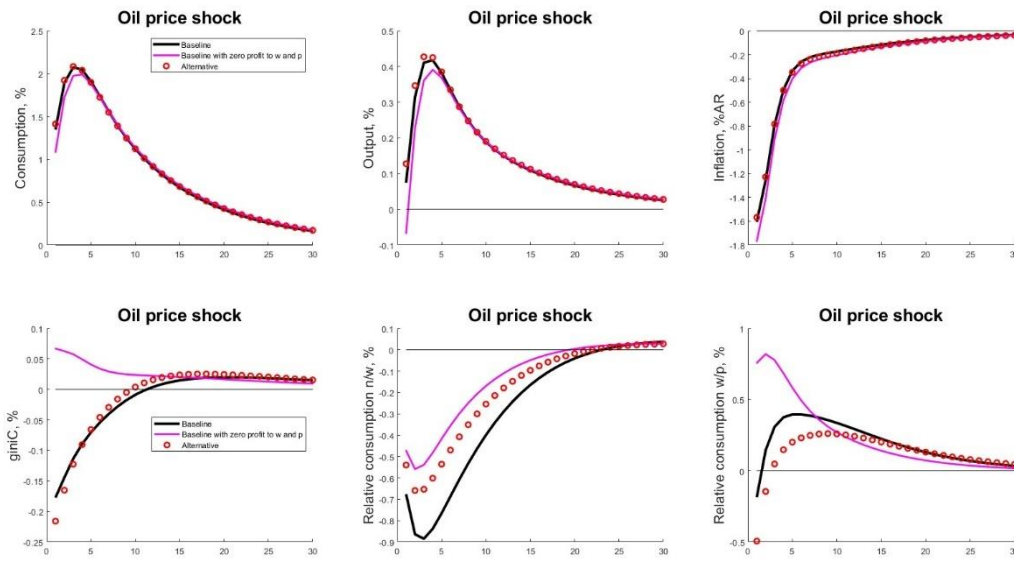 Oil price shock
Consumption, %
2.5
2
1.5
1
0.5
0
0 5 10 15 20 25 30
Baseline
Baseline with zero profit to w and p
Alternative
Oil price shock
Output, %
0.5
0.4
0.3
0.2
0.1
0
-0.1
0 5 10 15 20 25 30
Oil price shock
Inflation, %AR
0
-0.2
-0.4
-0.6
-0.8
-1
-1.2
-1.4
-1.6
-1.8
0 5 10 15 20 25 30
Oil price shock
giniC, %
0.1
0.05
0
-0.05
-0.1
-0.15
-0.2
-0.25
0 5 10 15 20 25 30
Baseline
Baseline with zero profit to w and p
Alternative
Oil price shock
Relative consumption n/w, %
0.1
0
-0.1
-0.2
-0.3
-0.4
-0.5
-0.6
-0.7
-0.8
-0.9
0 5 10 15 20 25 30
Oil price shock
Relative consumption w/p, %
1
0.5
0
-0.5
0 5 10 15 20 25 30